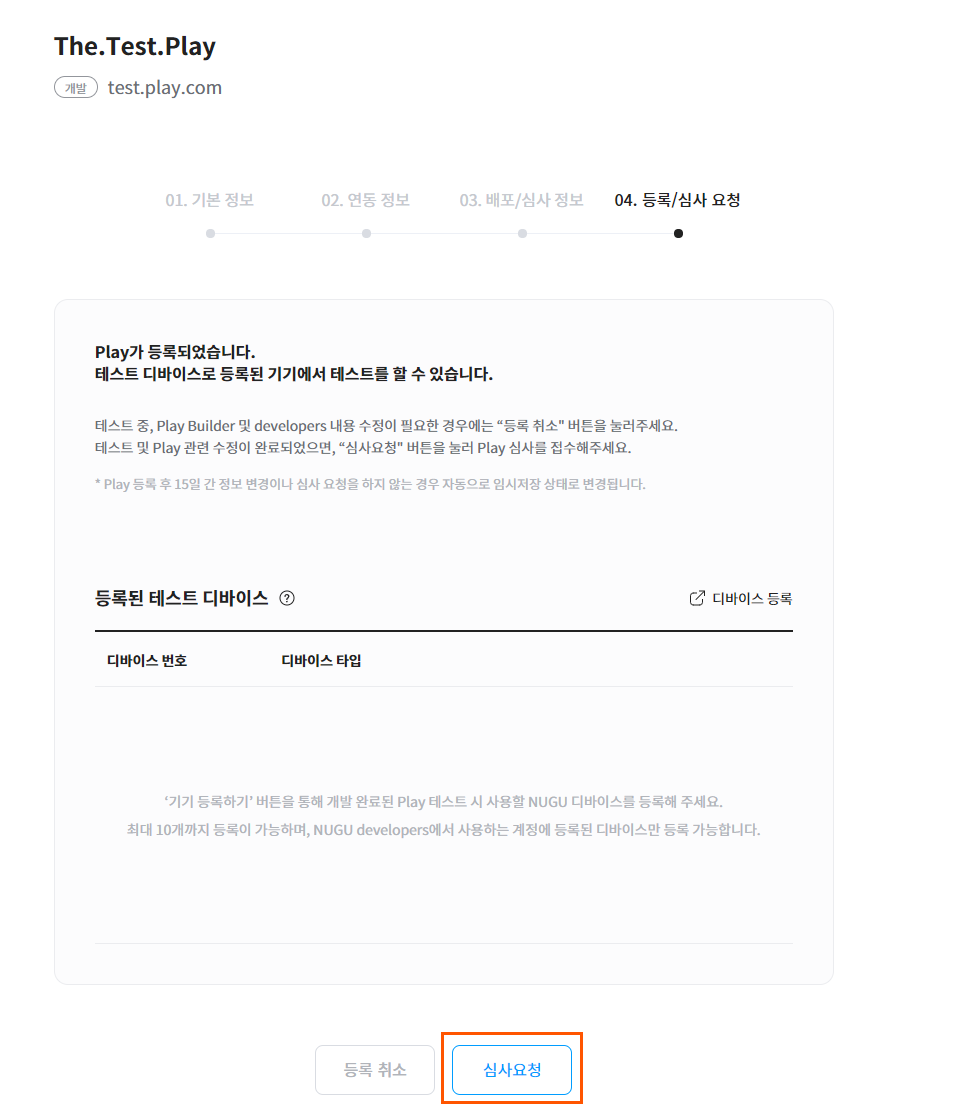 The.Test.Play
개발 test.play.com
01. 기본 정보 02. 연동 정보 03. 배포/심사 정보 04. 등록/심사 요청
Play가 등록되었습니다.
테스트 디바이스로 등록된 기기에서 테스트를 할 수 있습니다.
테스트 중, Play Builder 및 developers 내용 수정이 필요한 경우에는 “등록 취소" 버튼을 눌러주세요.
테스트 및 Play 관련 수정이 완료되었으면, “심사요청" 버튼을 눌러 Play 심사를 접수해주세요.
* Play 등록 후 15일 간 정보 변경이나 심사 요청을 하지 않는 경우 자동으로 임시저장 상태로 변경됩니다.
등록된 테스트 디바이스 ? 디바이스 등록
디바이스 번호 디바이스 타입
‘기기 등록하기’ 버튼을 통해 개발 완료된 Play 테스트 시 사용할 NUGU 디바이스를 등록해 주세요.
최대 10개까지 등록이 가능하며, NUGU developers에서 사용하는 계정에 등록된 디바이스만 등록 가능합니다.
등록 취소 심사요청